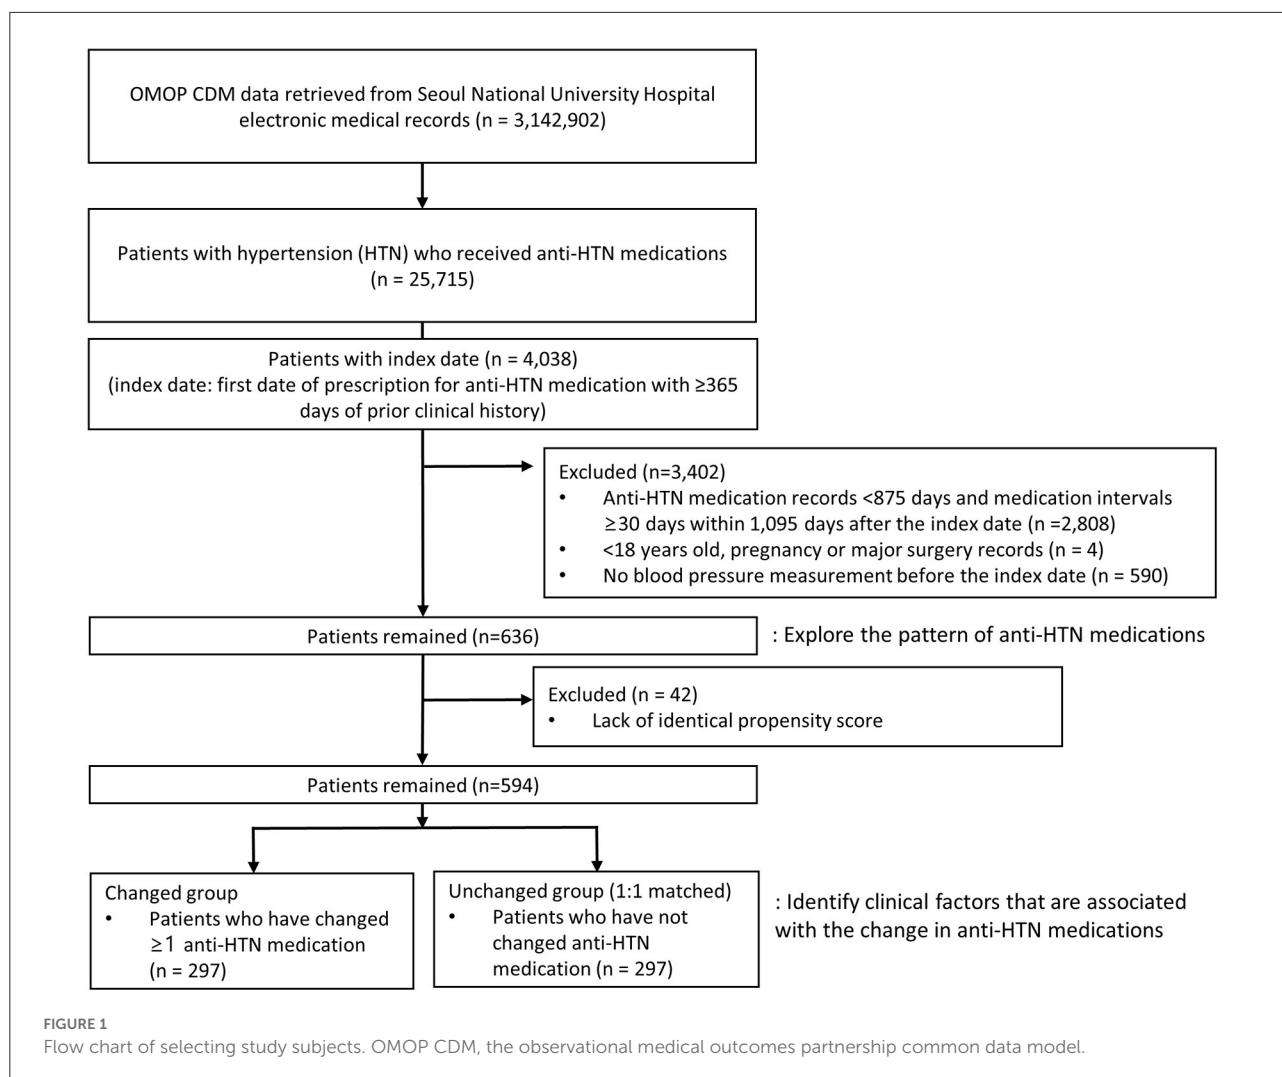 OMOP CDM data retrieved from Seoul National University Hospital
electronic medical records (n = 3,142,902)
Patients with hypertension (HTN) who received anti-HTN medications
(n = 25,715)
Patients with index date (n = 4,038)
(index date: first date of prescription for anti-HTN medication with ≥365
days of prior clinical history)
Excluded (n=3,402)
• Anti-HTN medication records <875 days and medication intervals
≥30 days within 1,095 days after the index date (n =2,808)
• <18 years old, pregnancy or major surgery records (n = 4)
• No blood pressure measurement before the index date (n = 590)
Patients remained (n=636)
: Explore the pattern of anti-HTN medications
Excluded (n = 42)
• Lack of identical propensity score
Patients remained (n=594)
Changed group
• Patients who have changed
≥1 anti-HTN medication
(n = 297)
Unchanged group (1:1 matched)
• Patients who have not
changed anti-HTN
medication (n = 297)
: Identify clinical factors that are associated
with the change in anti-HTN medications
FIGURE 1
Flow chart of selecting study subjects. OMOP CDM, the observational medical outcomes partnership common data model.